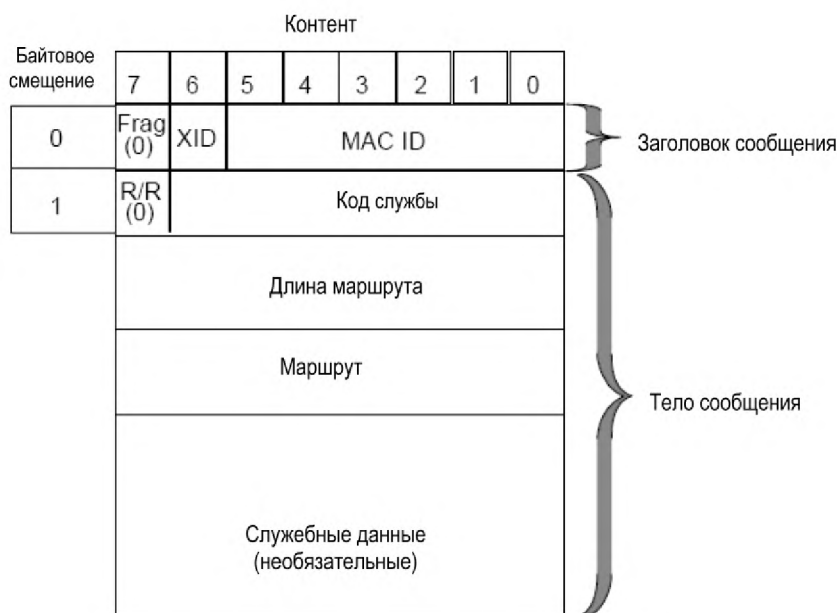 Контент
Байтовое
смещение
7 6 5 4 3 2 1 0
0
Frag
(0)
XID
MAC ID
Заголовок сообщения
1
R/R
(0)
Код службы
Длина маршрута
Маршрут
Тело сообщения
Служебные данные
(необязательные)